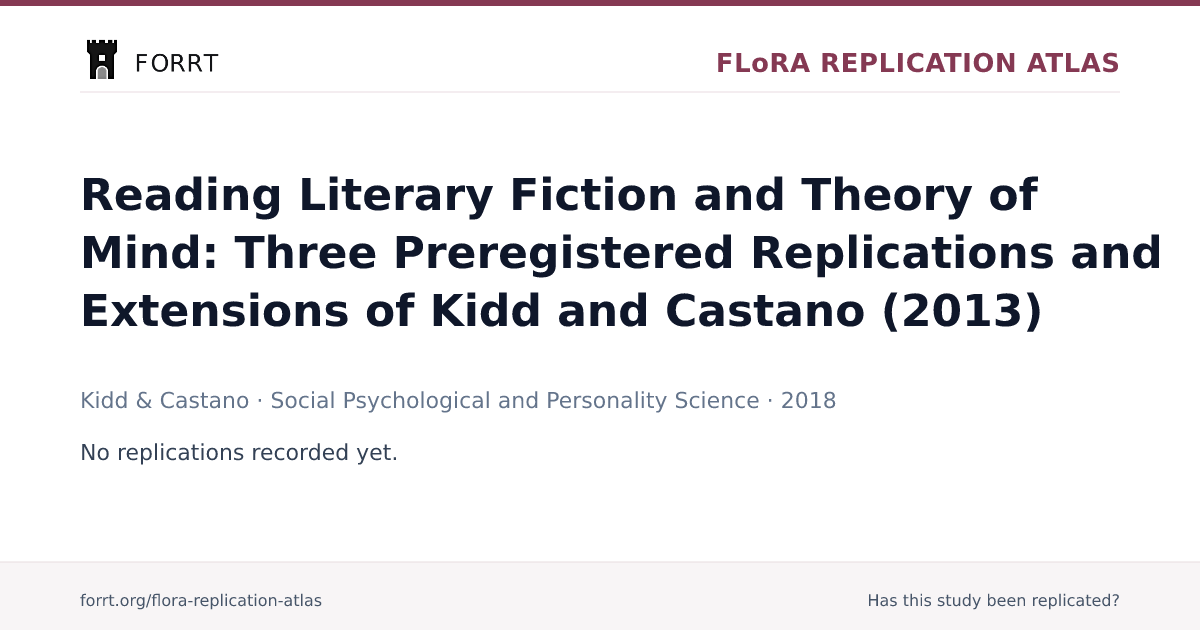 FORRT
FLoRA REPLICATION ATLAS
Reading Literary Fiction and Theory of
Mind: Three Preregistered Replications and
Extensions of Kidd and Castano (2013)
Kidd & Castano · Social Psychological and Personality Science · 2018
No replications recorded yet.
forrt.org/flora-replication-atlas
Has this study been replicated?